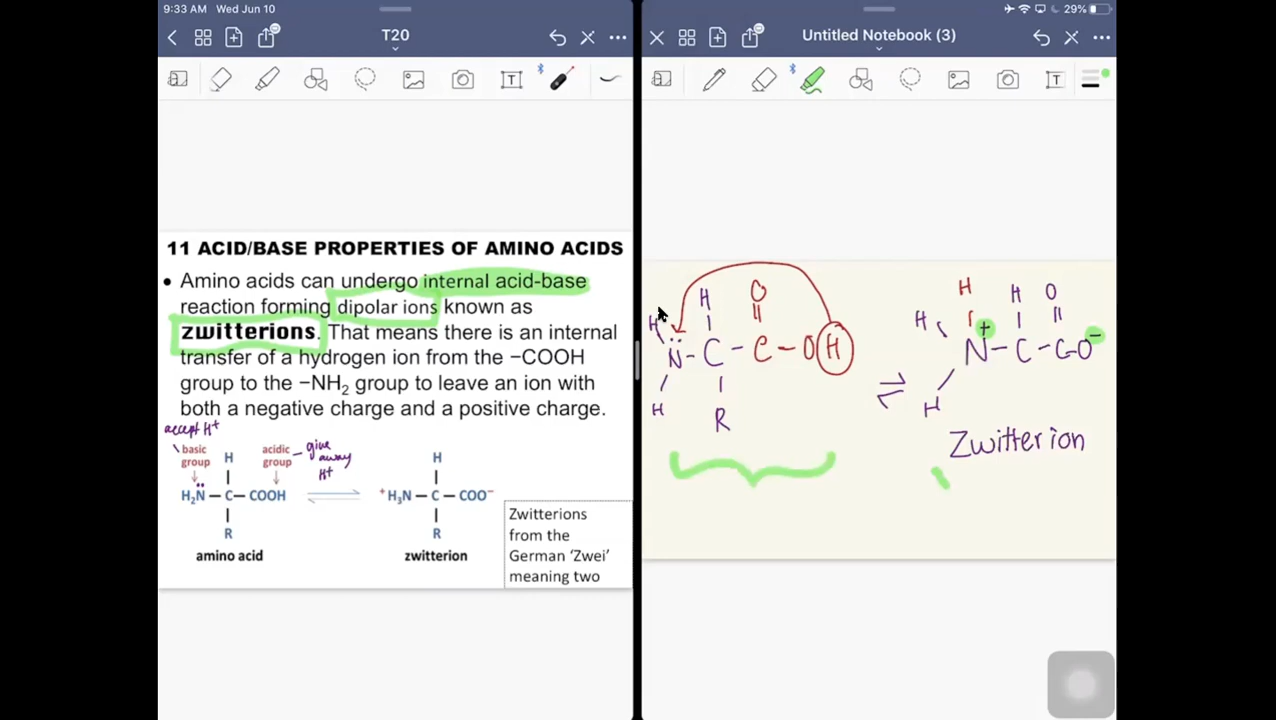 9:33 AM Wed Jun 10
29%
T20
Untitled Notebook (3)
11 ACID/BASE PROPERTIES OF AMINO ACIDS
• Amino acids can undergo internal acid-base
reaction forming dipolar ions known as
zwitterions. That means there is an internal
transfer of a hydrogen ion from the −COOH
group to the −NH₂ group to leave an ion with
both a negative charge and a positive charge.
accept H⁺
basic group
acidic group
give away H⁺
H
H₂N — C — COOH
R
amino acid
H
⁺H₃N — C — COO⁻
R
zwitterion
Zwitterions
from the
German ‘Zwei’
meaning two
H H O
N - C - C - O H
H R
⇌
H H H O
N⁺ - C - C - O⁻
H
Zwitterion